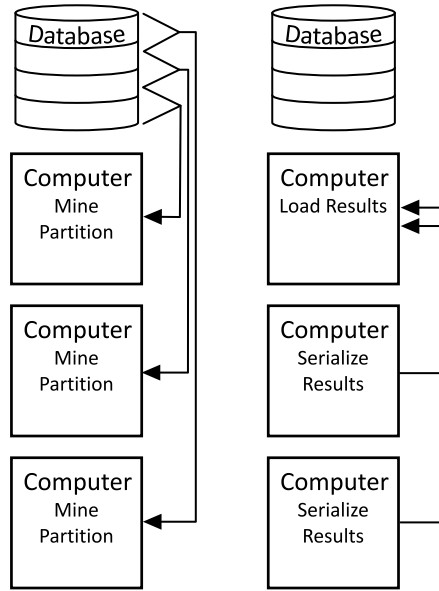 Database
Computer
Mine
Partition
Computer
Mine
Partition
Computer
Mine
Partition
Database
Computer
Load Results
Computer
Serialize
Results
Computer
Serialize
Results